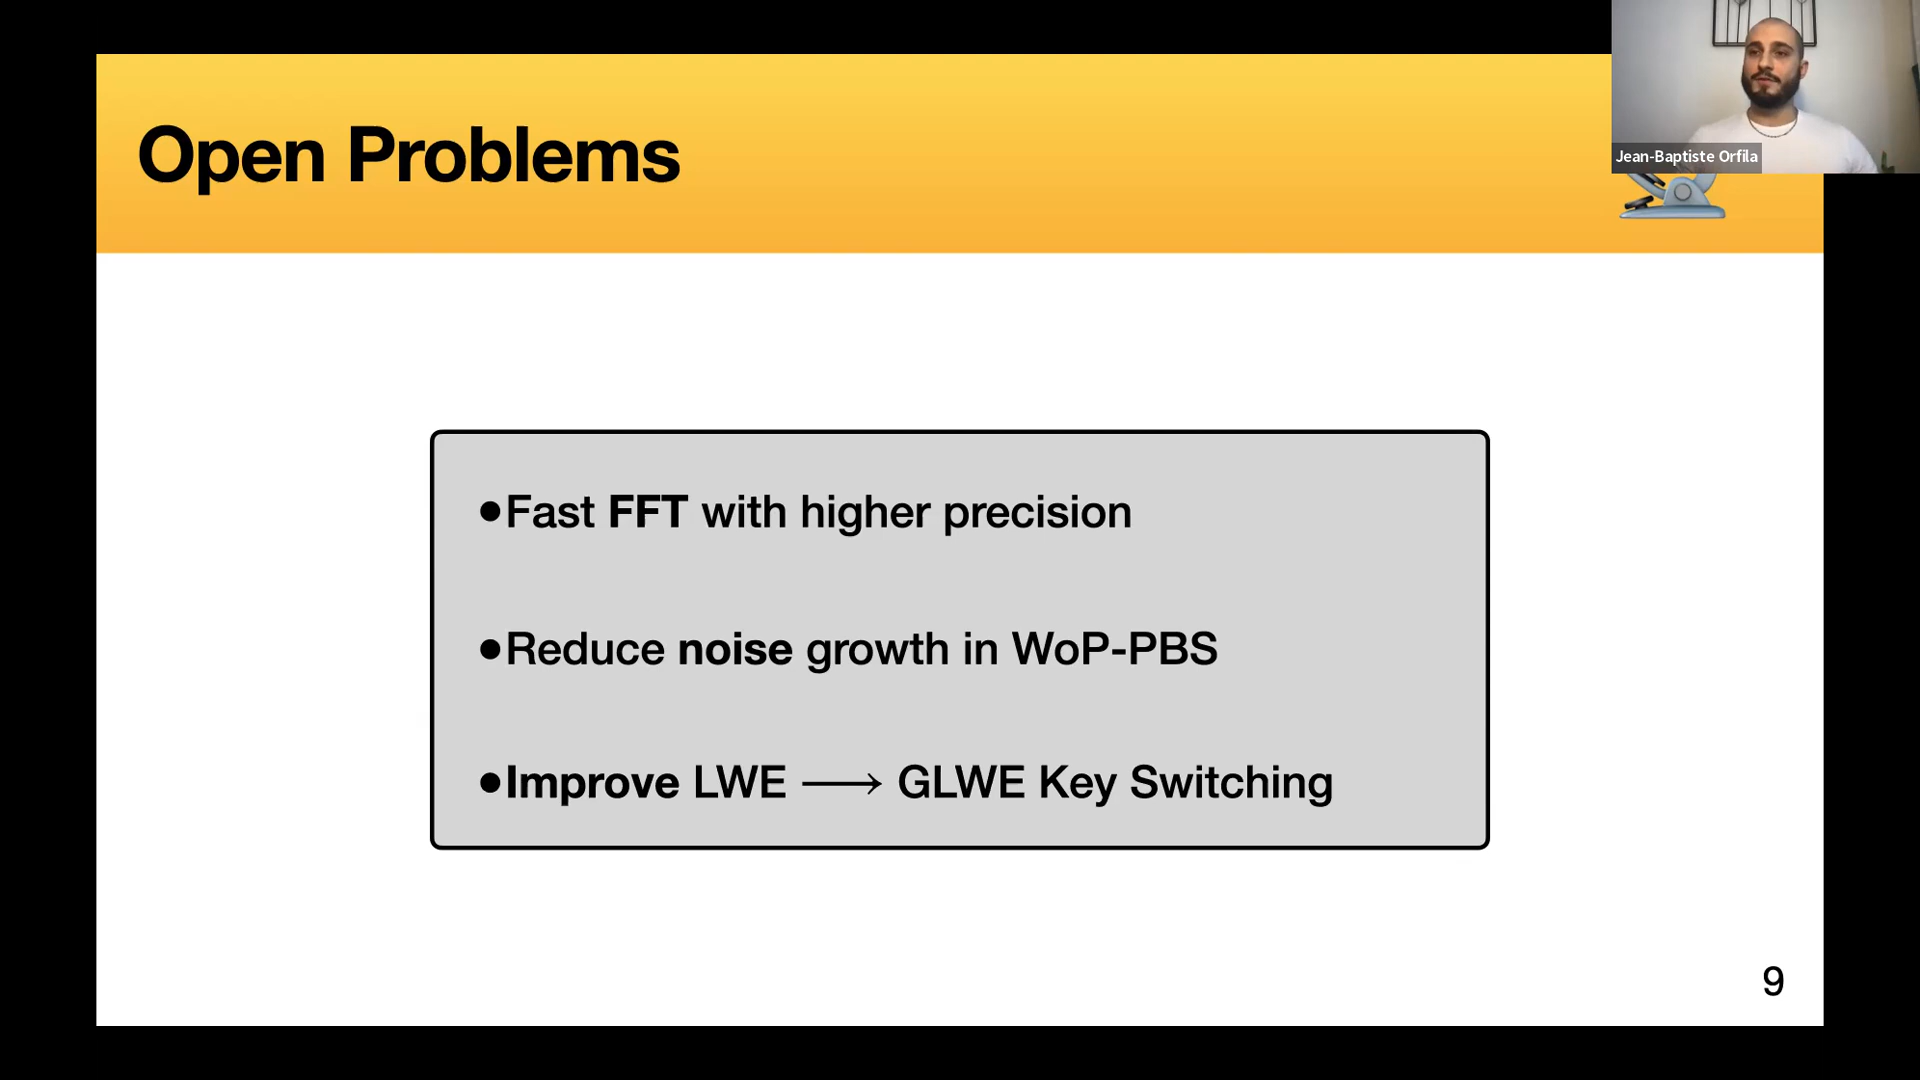 Open Problems
Jean-Baptiste Orfila
●Fast FFT with higher precision
●Reduce noise growth in WoP-PBS
●Improve LWE ⟶ GLWE Key Switching
9